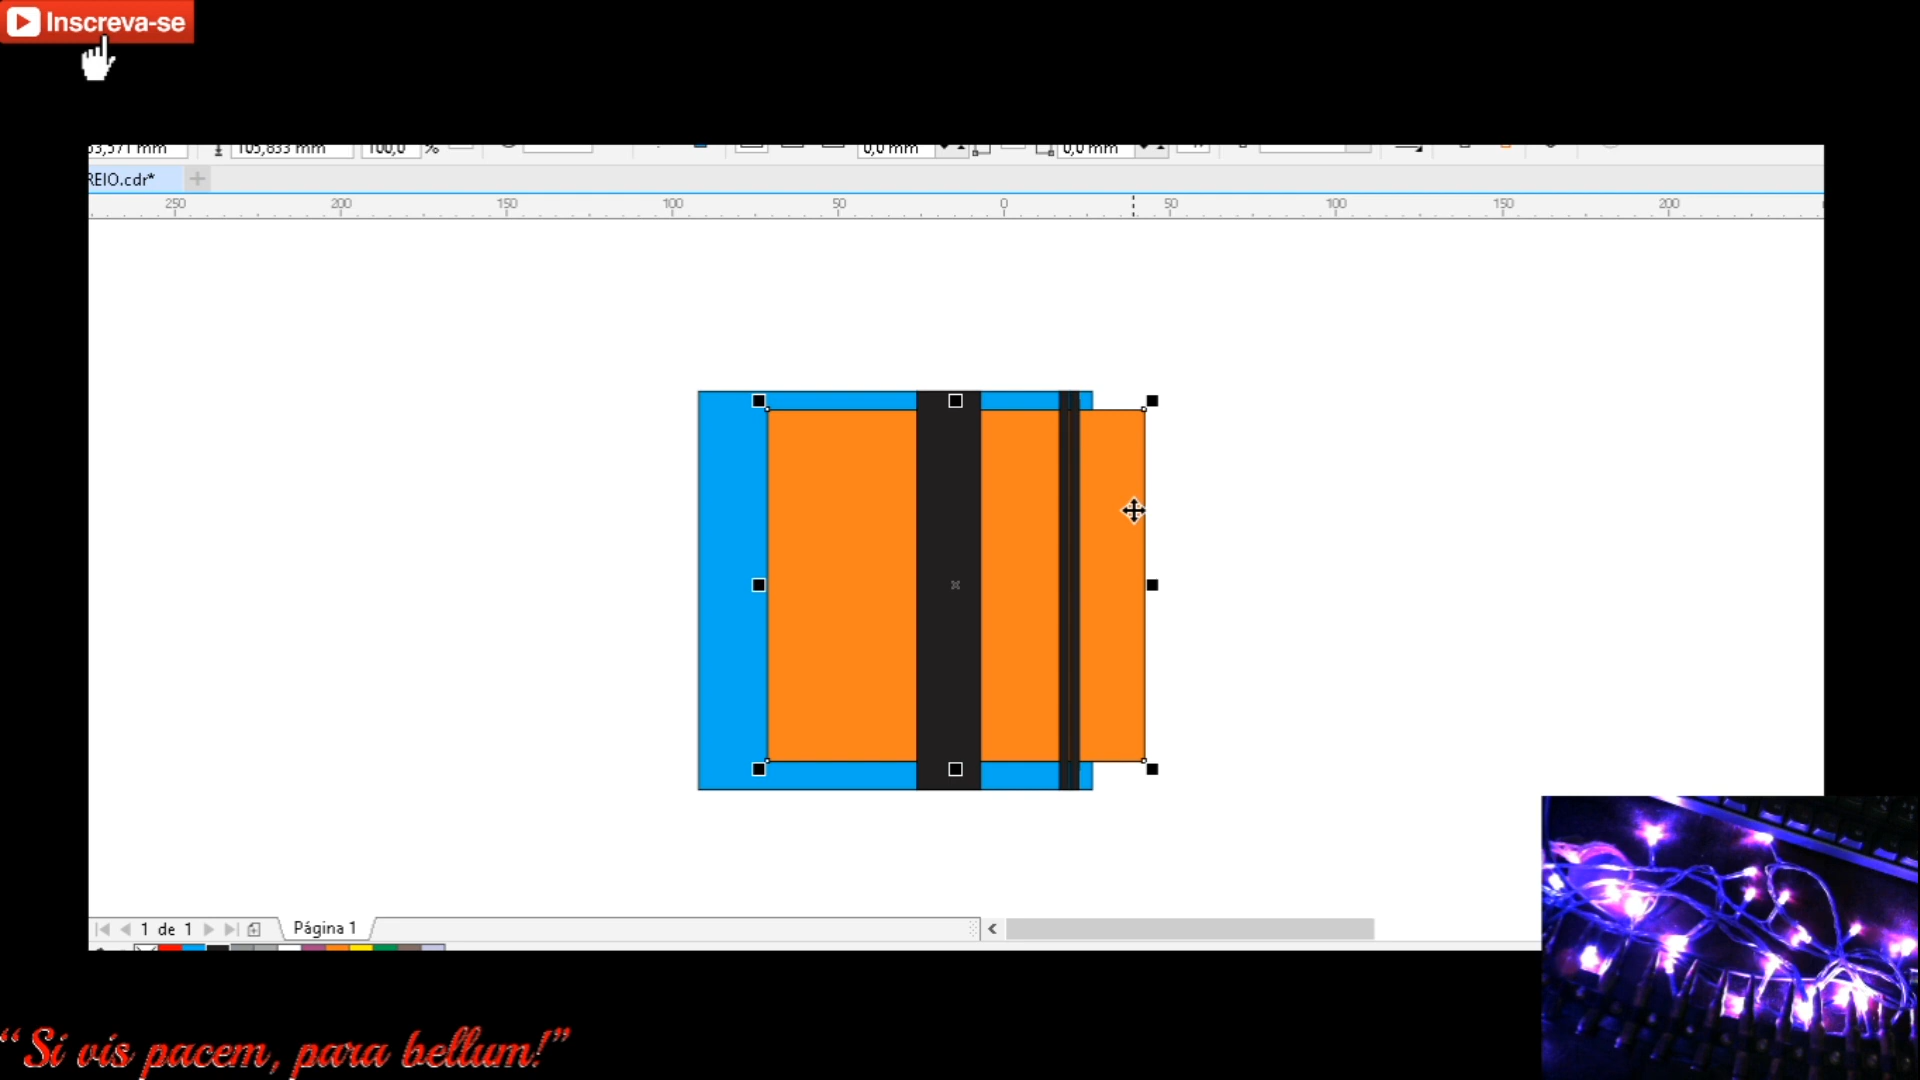 Inscreva-se
105,833 mm 100,0 % 0,0 mm 0,0 mm
REIO.cdr* +
250 200 150 100 50 0 50 100 150 200
1 de 1 Página 1
“Si vis pacem, para bellum!”